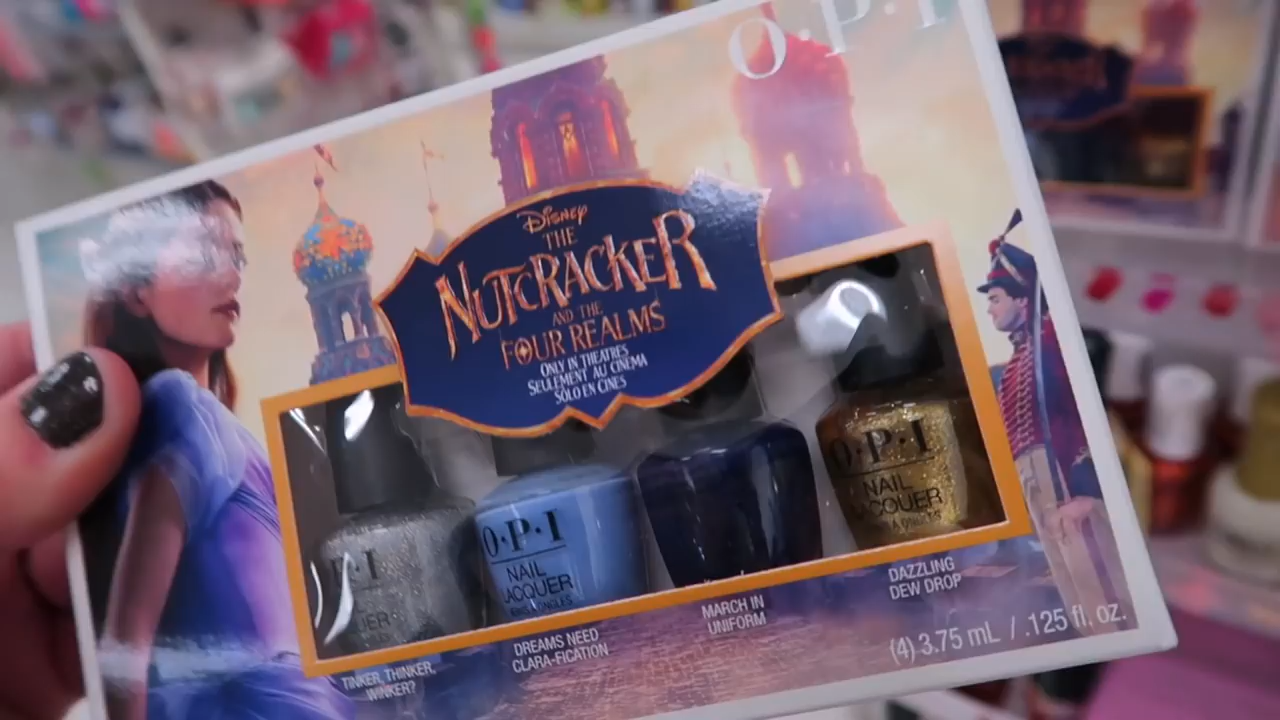 O·P·I
Disney
THE
NUTCRACKER
AND THE
FOUR REALMS
ONLY IN THEATRES
SEULEMENT AU CINÉMA
SÓLO EN CINES
O·P·I
NAIL
LACQUER
O·P·I
NAIL
LACQUER
TINKER, THINKER,
WINKER?
DREAMS NEED
CLARA-FICATION
MARCH IN
UNIFORM
DAZZLING
DEW DROP
(4) 3.75 mL / .125 fl. oz.